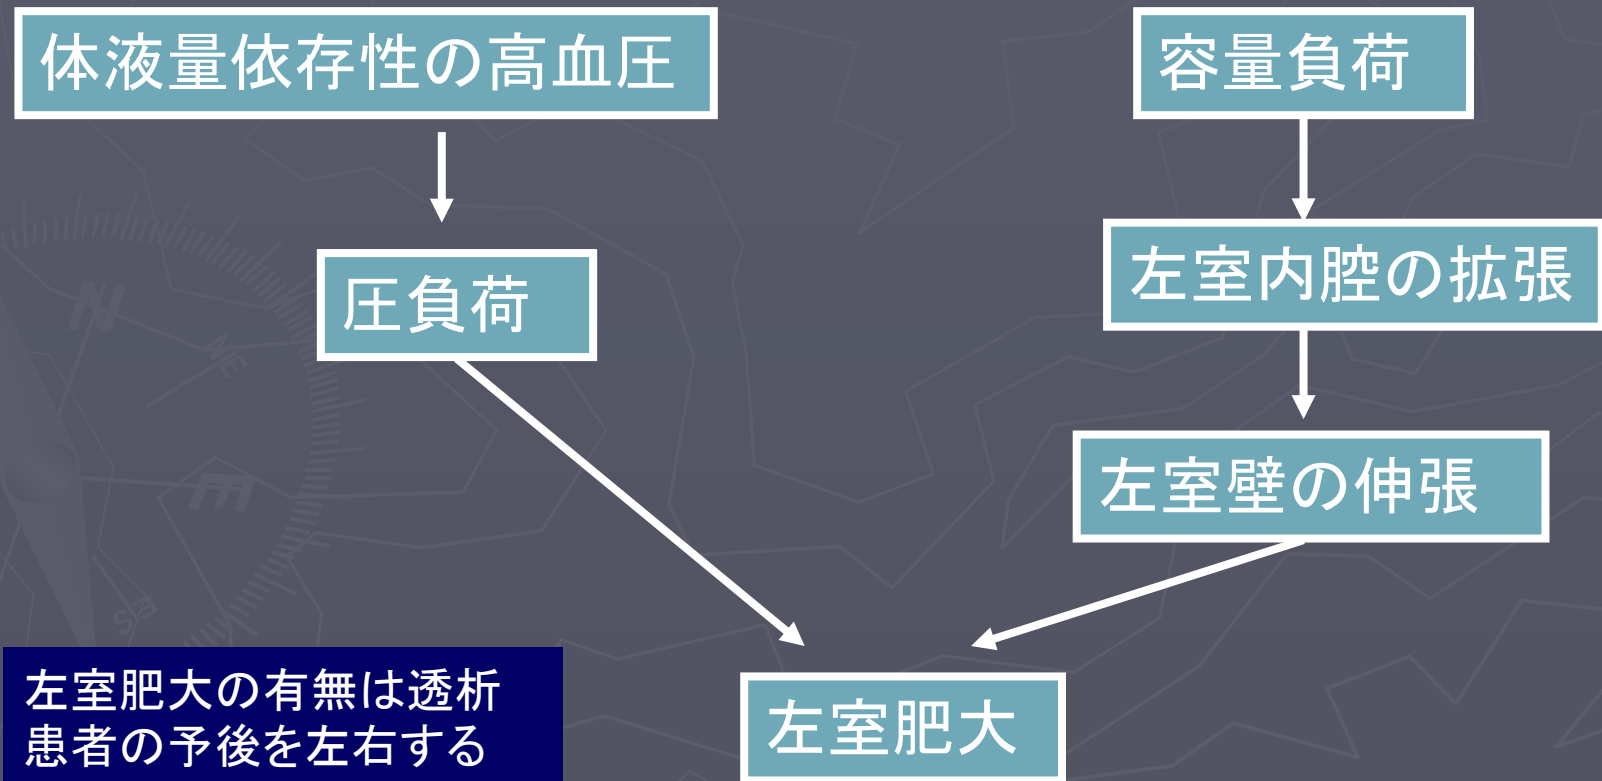 体液量依存性の高血圧
容量負荷
圧負荷
左室内腔の拡張
左室壁の伸張
左室肥大
左室肥大の有無は透析
患者の予後を左右する
N
NE
E
ES